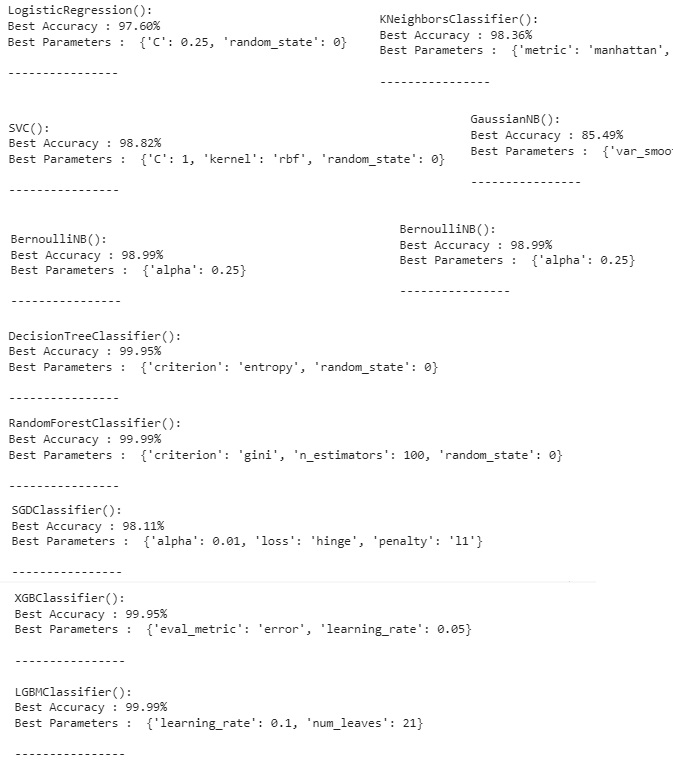 LogisticRegression():
Best Accuracy : 97.60%
Best Parameters :  {'C': 0.25, 'random_state': 0}
----------------
KNeighborsClassifier():
Best Accuracy : 98.36%
Best Parameters :  {'metric': 'manhattan',
----------------
SVC():
Best Accuracy : 98.82%
Best Parameters :  {'C': 1, 'kernel': 'rbf', 'random_state': 0}
----------------
GaussianNB():
Best Accuracy : 85.49%
Best Parameters :  {'var_smoo
----------------
BernoulliNB():
Best Accuracy : 98.99%
Best Parameters :  {'alpha': 0.25}
----------------
BernoulliNB():
Best Accuracy : 98.99%
Best Parameters :  {'alpha': 0.25}
----------------
DecisionTreeClassifier():
Best Accuracy : 99.95%
Best Parameters :  {'criterion': 'entropy', 'random_state': 0}
----------------
RandomForestClassifier():
Best Accuracy : 99.99%
Best Parameters :  {'criterion': 'gini', 'n_estimators': 100, 'random_state': 0}
----------------
SGDClassifier():
Best Accuracy : 98.11%
Best Parameters :  {'alpha': 0.01, 'loss': 'hinge', 'penalty': 'l1'}
----------------
XGBClassifier():
Best Accuracy : 99.95%
Best Parameters :  {'eval_metric': 'error', 'learning_rate': 0.05}
----------------
LGBMClassifier():
Best Accuracy : 99.99%
Best Parameters :  {'learning_rate': 0.1, 'num_leaves': 21}
----------------